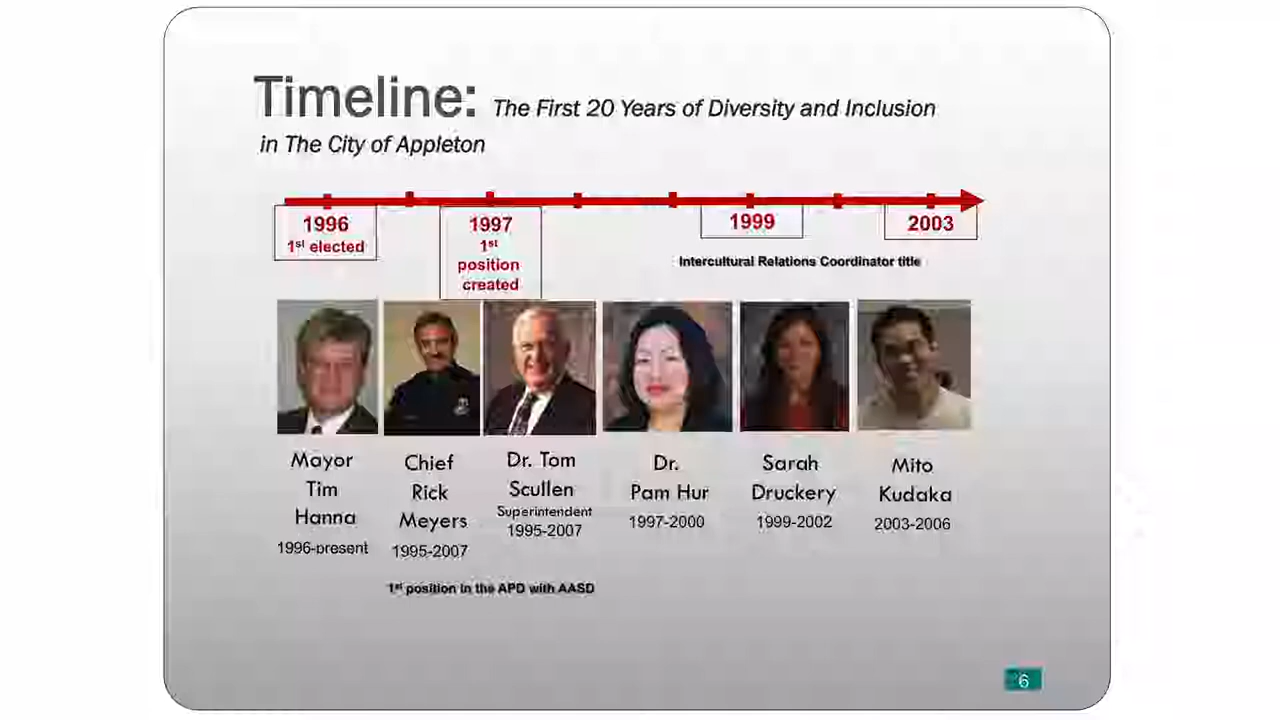 Timeline: The First 20 Years of Diversity and Inclusion
in The City of Appleton
1996
1st elected
1997
1st
position
created
1999
2003
Intercultural Relations Coordinator title
Mayor
Tim
Hanna
1996-present
Chief
Rick
Meyers
1995-2007
Dr. Tom
Scullen
Superintendent
1995-2007
Dr.
Pam Hur
1997-2000
Sarah
Druckery
1999-2002
Mito
Kudaka
2003-2006
1st position in the APD with AASD
6